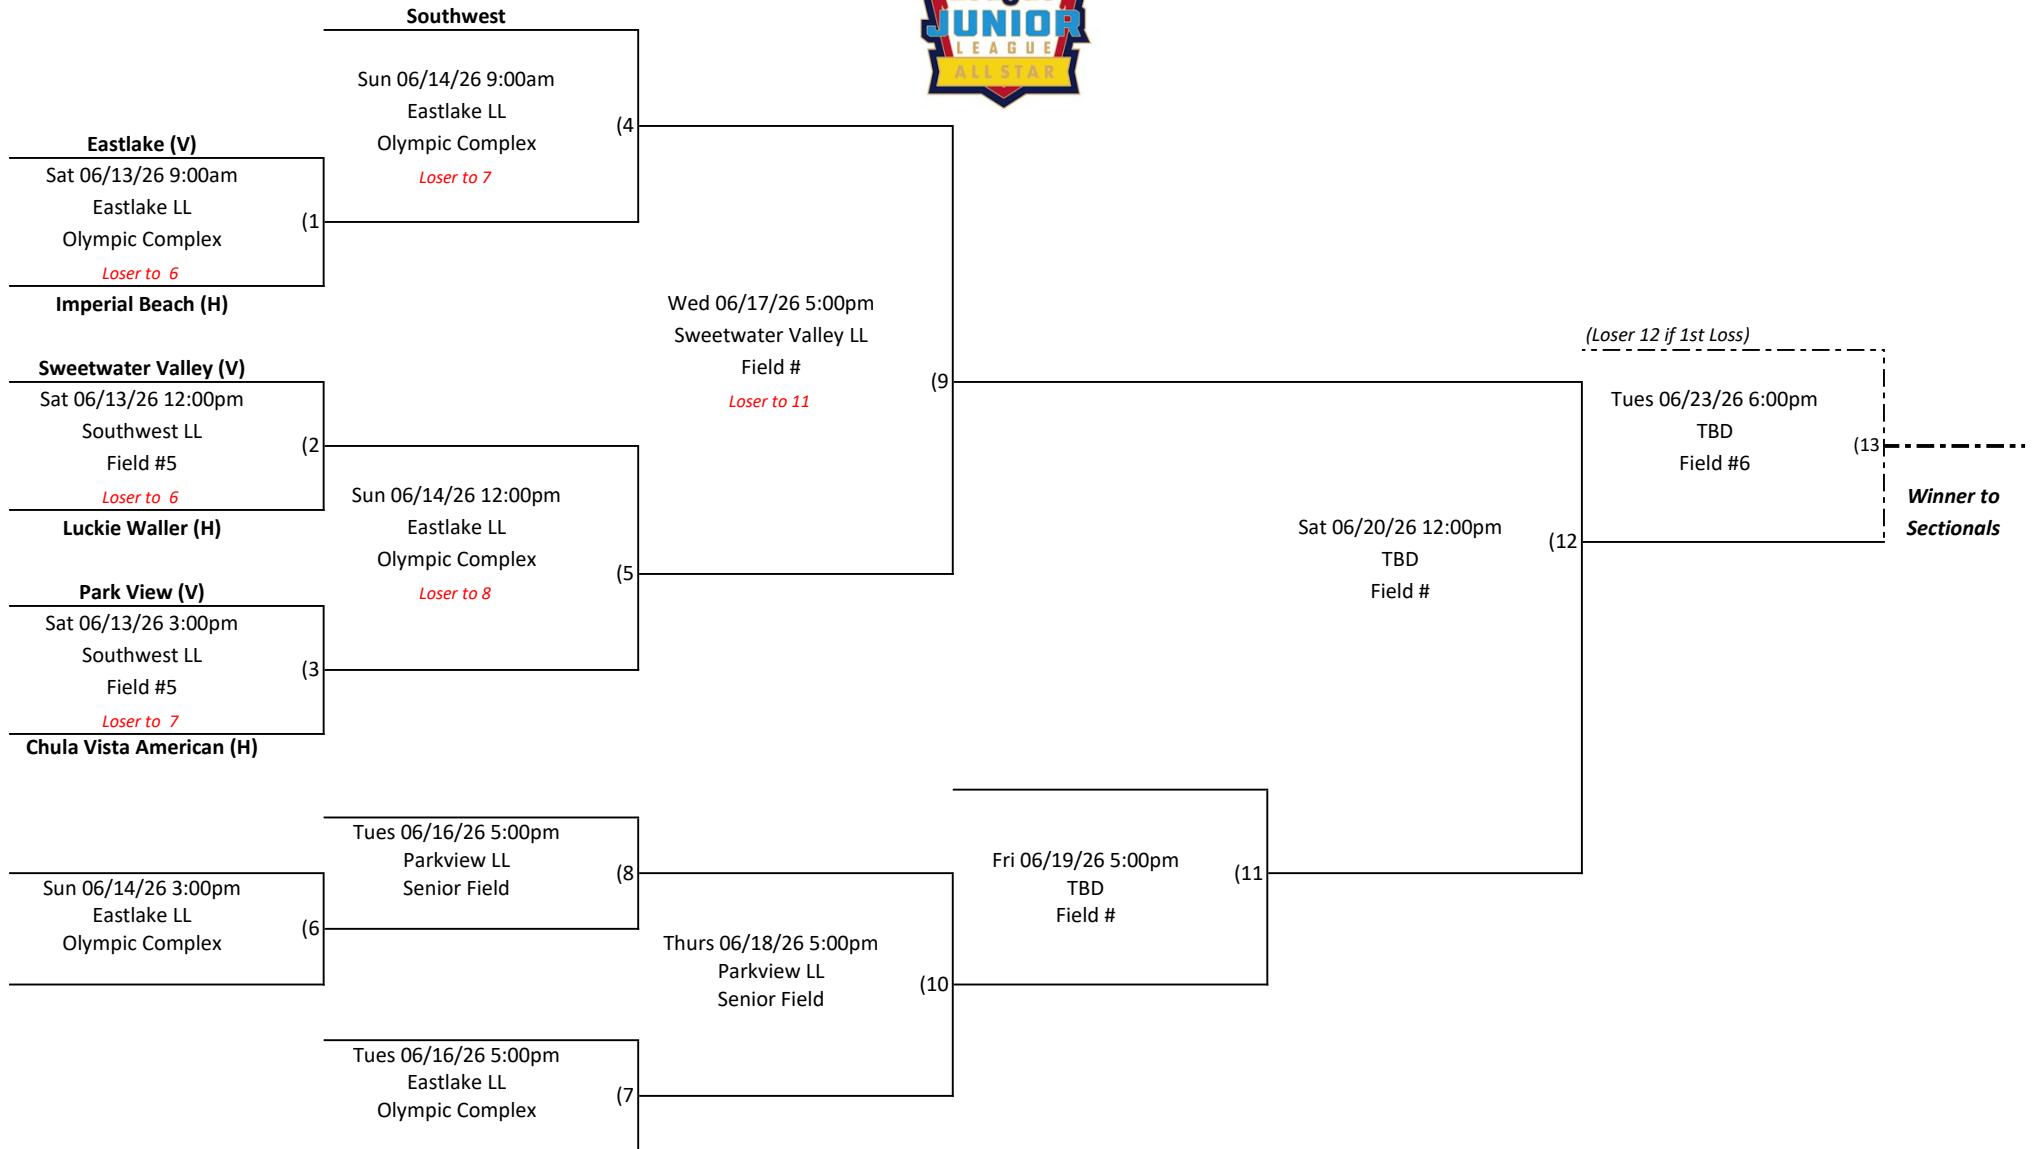 Southwest
JUNIOR
LEAGUE
ALL STAR
Sun 06/14/26 9:00am
Eastlake LL
Olympic Complex
Loser to 7
(4
Eastlake (V)
Sat 06/13/26 9:00am
Eastlake LL
Olympic Complex
Loser to 6
(1
Imperial Beach (H)
Wed 06/17/26 5:00pm
Sweetwater Valley LL
Field #
Loser to 11
(9
Sweetwater Valley (V)
Sat 06/13/26 12:00pm
Southwest LL
Field #5
Loser to 6
(2
Luckie Waller (H)
Sun 06/14/26 12:00pm
Eastlake LL
Olympic Complex
Loser to 8
(5
Park View (V)
Sat 06/13/26 3:00pm
Southwest LL
Field #5
Loser to 7
(3
Chula Vista American (H)
(Loser 12 if 1st Loss)
Tues 06/23/26 6:00pm
TBD
Field #6
(13
Winner to
Sectionals
Sat 06/20/26 12:00pm
TBD
Field #
(12
Tues 06/16/26 5:00pm
Parkview LL
Senior Field
(8
Sun 06/14/26 3:00pm
Eastlake LL
Olympic Complex
(6
Fri 06/19/26 5:00pm
TBD
Field #
(11
Thurs 06/18/26 5:00pm
Parkview LL
Senior Field
(10
Tues 06/16/26 5:00pm
Eastlake LL
Olympic Complex
(7